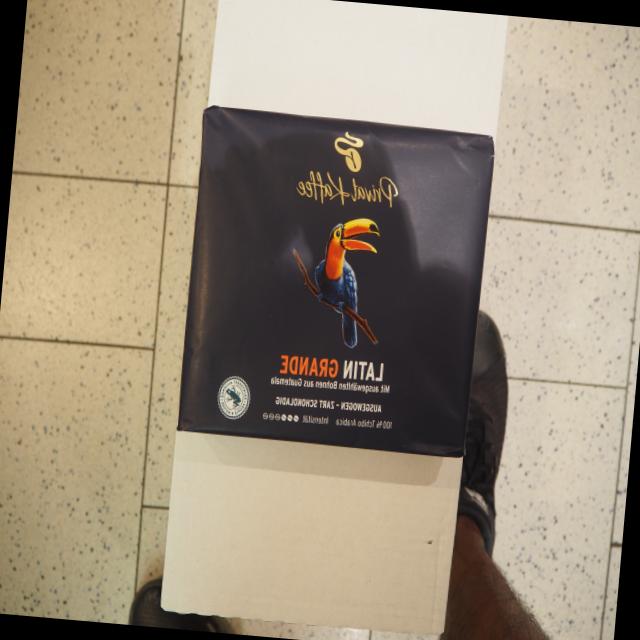 Privat Kaffee
LATIN GRANDE
Mit ausgewählten Bohnen aus Guatemala
AUSGEWOGEN - ZART SCHOKOLADIG
100% Tchibo Arabica Intensität